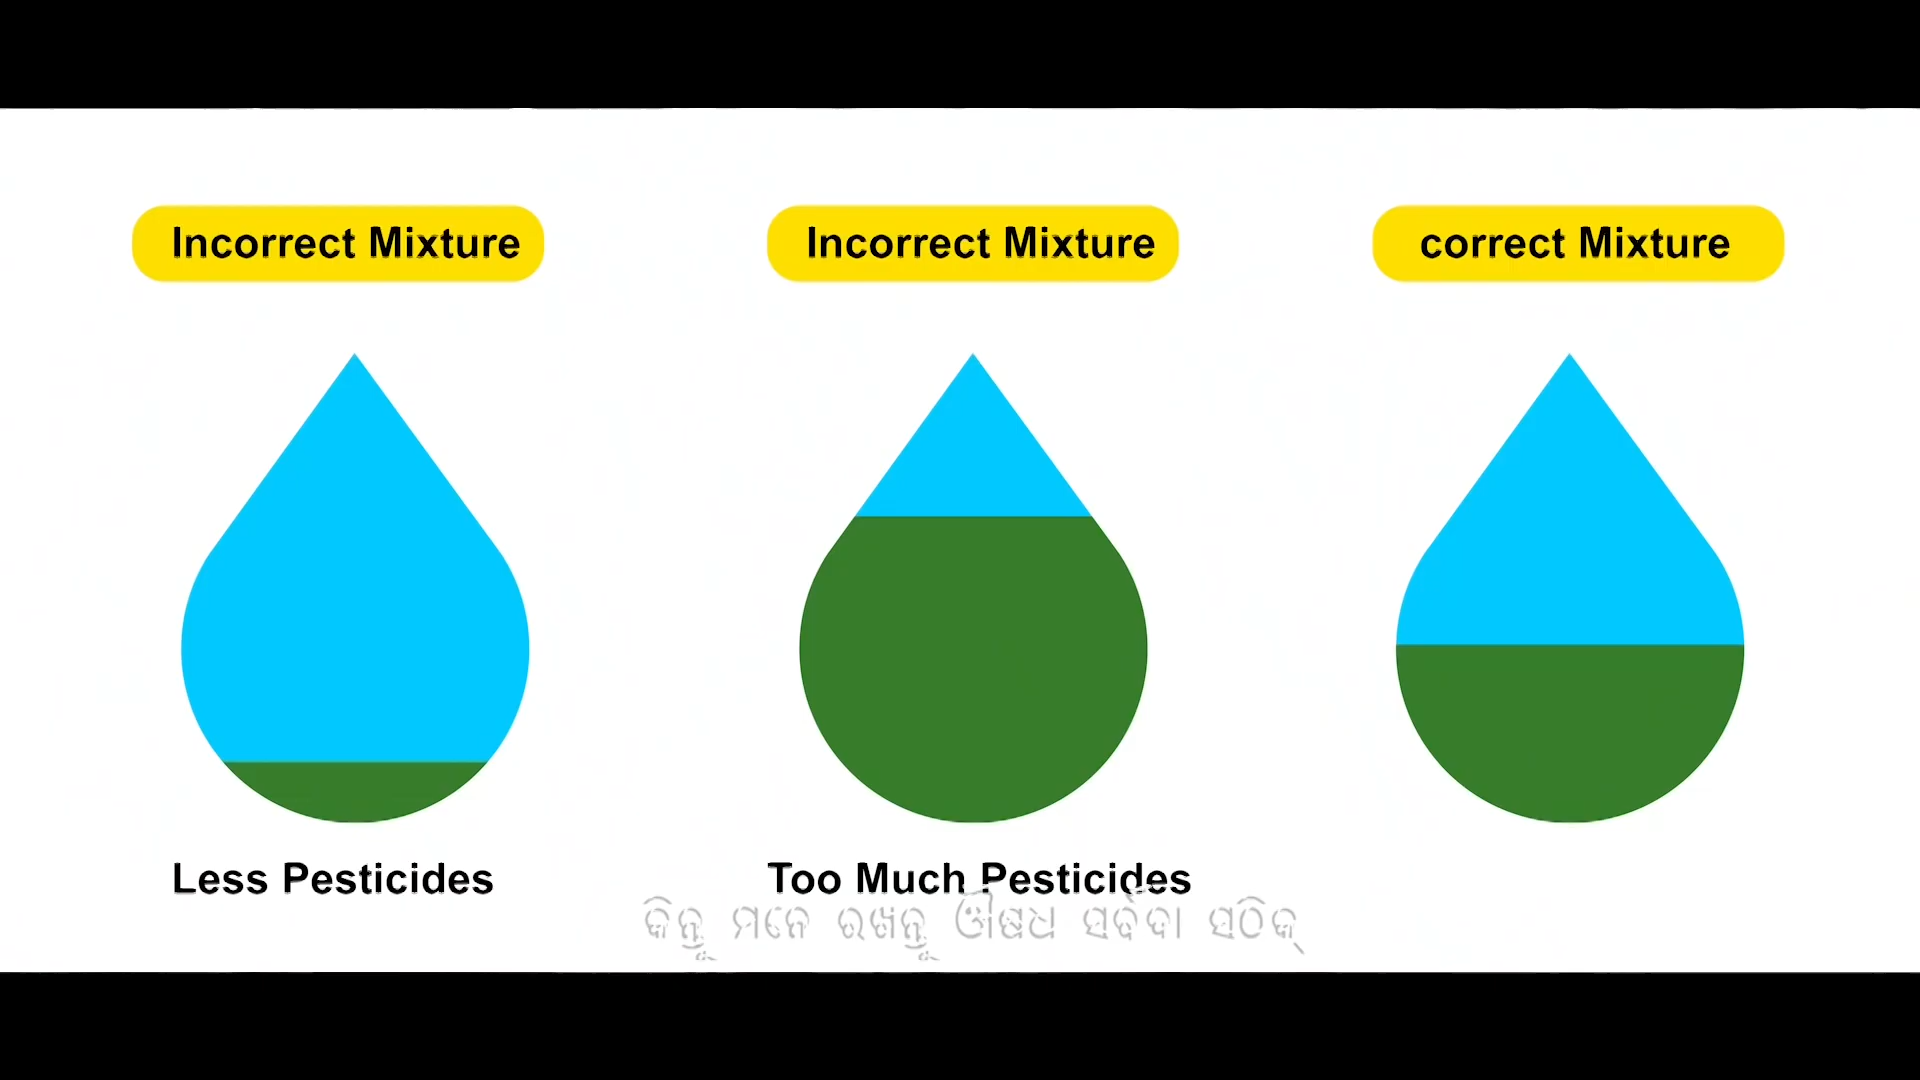 Incorrect Mixture
Incorrect Mixture
correct Mixture
Less Pesticides
Too Much Pesticides
କିନ୍ତୁ ମନେ ରଖନ୍ତୁ ଔଷଧ ସର୍ବଦା ସଠିକ୍